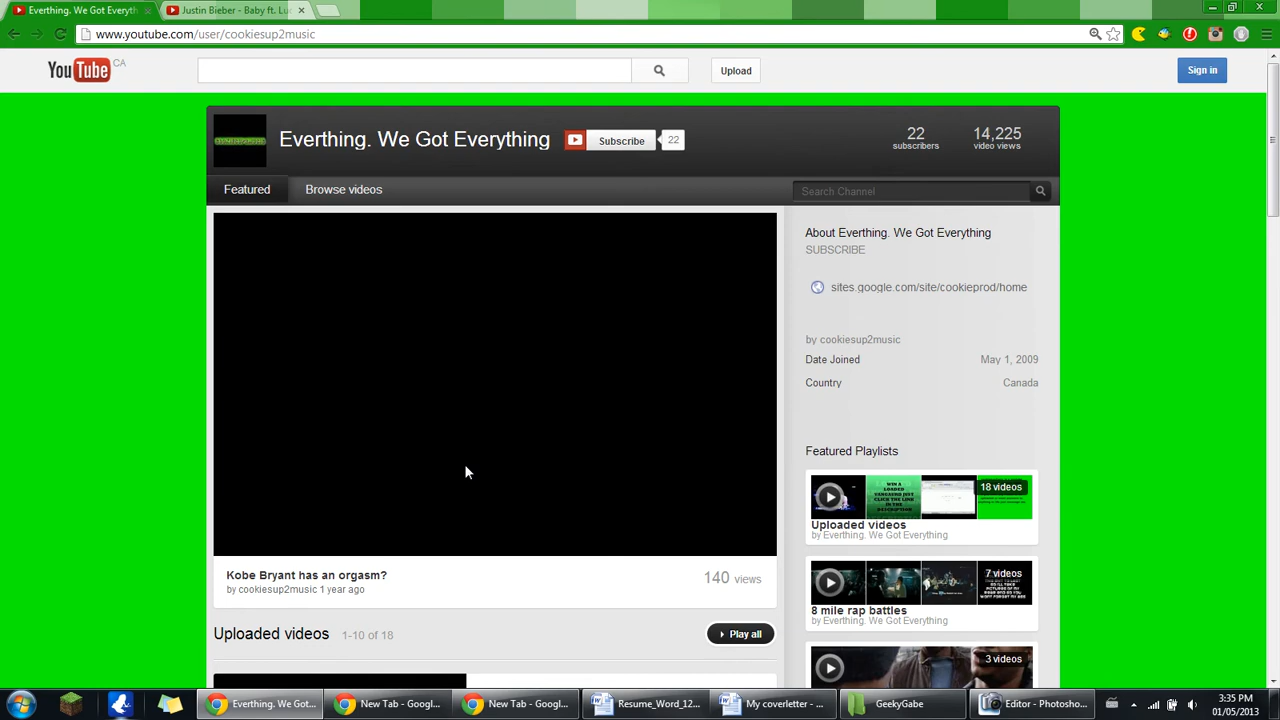 Everthing. We Got Everyth
Justin Bieber - Baby ft. Lu
www.youtube.com/user/cookiesup2music
YouTube CA
Upload
Sign in
Everthing. We Got Everything
Subscribe
22
22
subscribers
14,225
video views
Featured
Browse videos
Search Channel
About Everthing. We Got Everything
SUBSCRIBE
sites.google.com/site/cookieprod/home
by cookiesup2music
Date Joined
May 1, 2009
Country
Canada
Featured Playlists
18 videos
WIN A
LOADED
Uploaded videos
by Everthing. We Got Everything
7 videos
8 mile rap battles
by Everthing. We Got Everything
3 videos
Kobe Bryant has an orgasm?
140 views
by cookiesup2music 1 year ago
Uploaded videos 1-10 of 18
Play all
Everthing. We Got...
New Tab - Googl...
New Tab - Googl...
Resume_Word_12...
My coverletter - ...
GeekyGabe
Editor - Photosho...
3:35 PM
01/05/2013